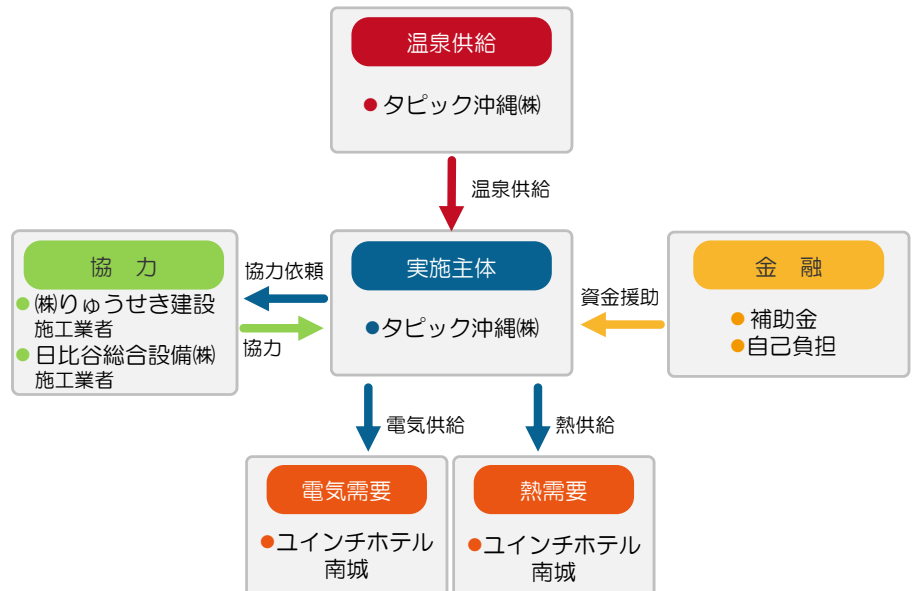 温泉供給
●タピック沖縄㈱
温泉供給
協　力
●㈱りゅうせき建設
施工業者
●日比谷総合設備㈱
施工業者
協力依頼
協力
実施主体
●タピック沖縄㈱
資金援助
金　融
●補助金
●自己負担
電気供給
熱供給
電気需要
●ユインチホテル
南城
熱需要
●ユインチホテル
南城